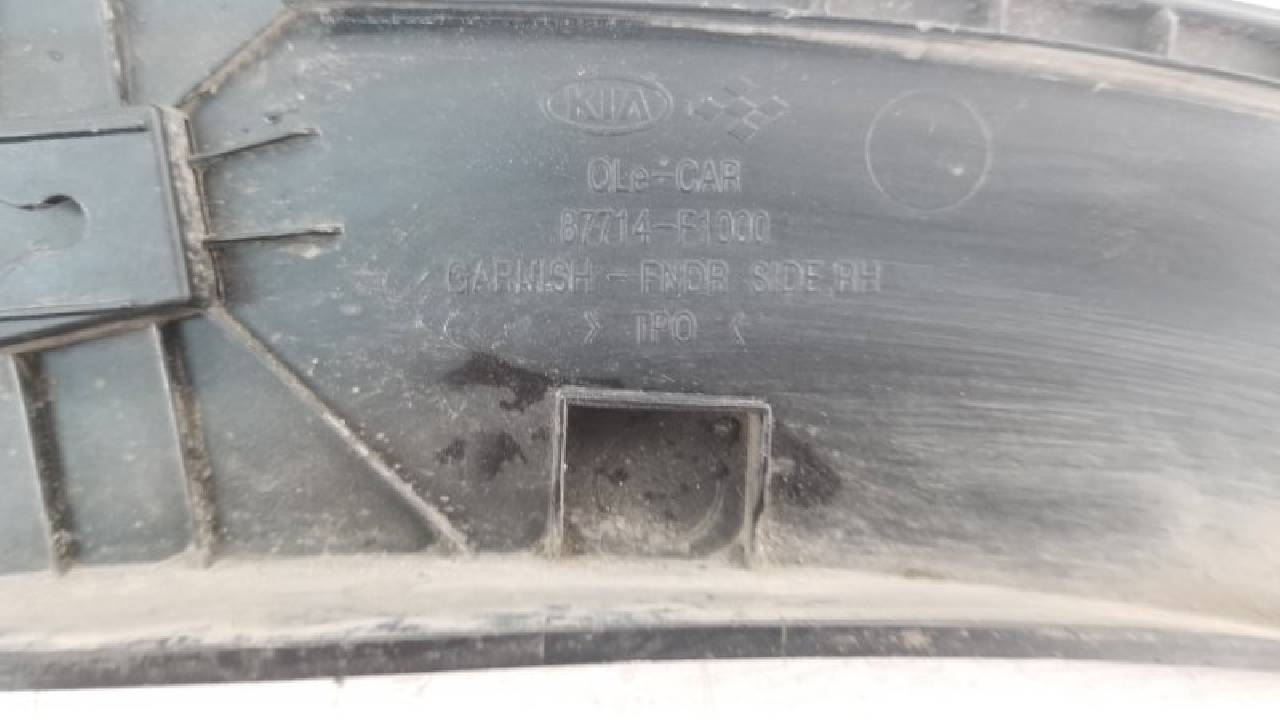 KIA
QLe-CAR
87714-F1000
GARNISH - FNDR SIDE,RH
> TPO <